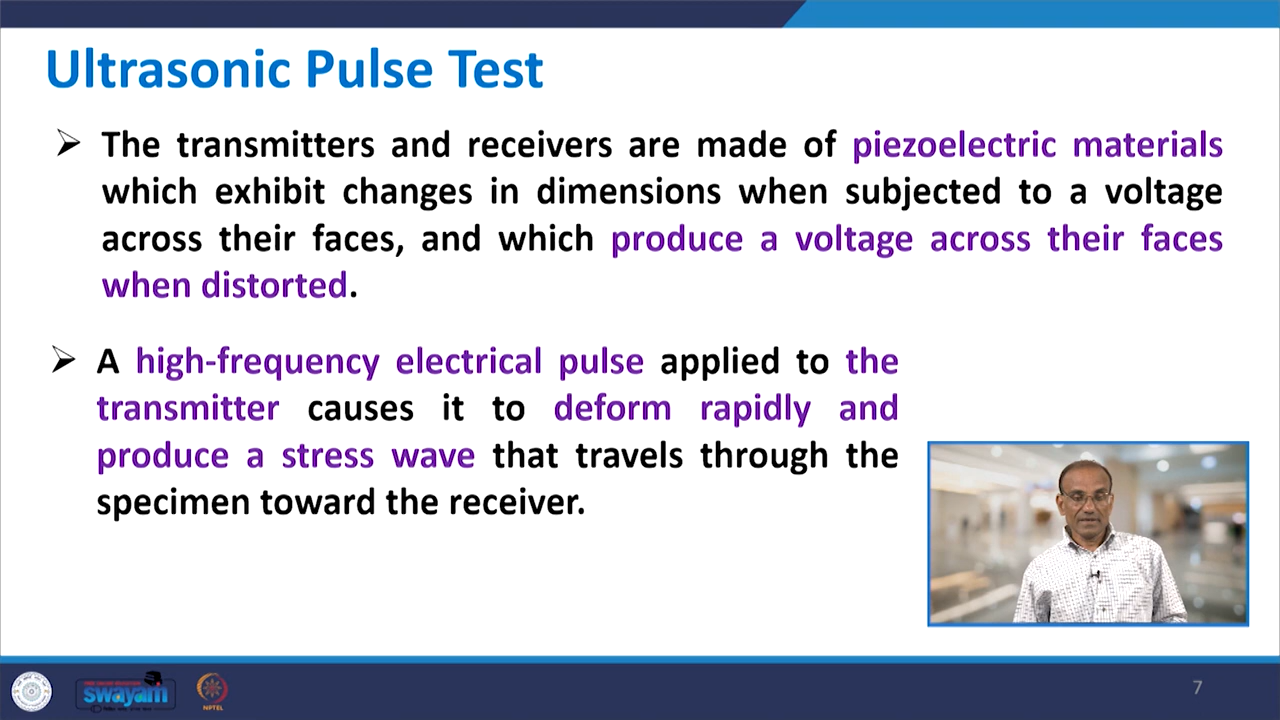 Ultrasonic Pulse Test
➢ The transmitters and receivers are made of piezoelectric materials
which exhibit changes in dimensions when subjected to a voltage
across their faces, and which produce a voltage across their faces
when distorted.
➢ A high-frequency electrical pulse applied to the
transmitter causes it to deform rapidly and
produce a stress wave that travels through the
specimen toward the receiver.
swayam
NPTEL
7